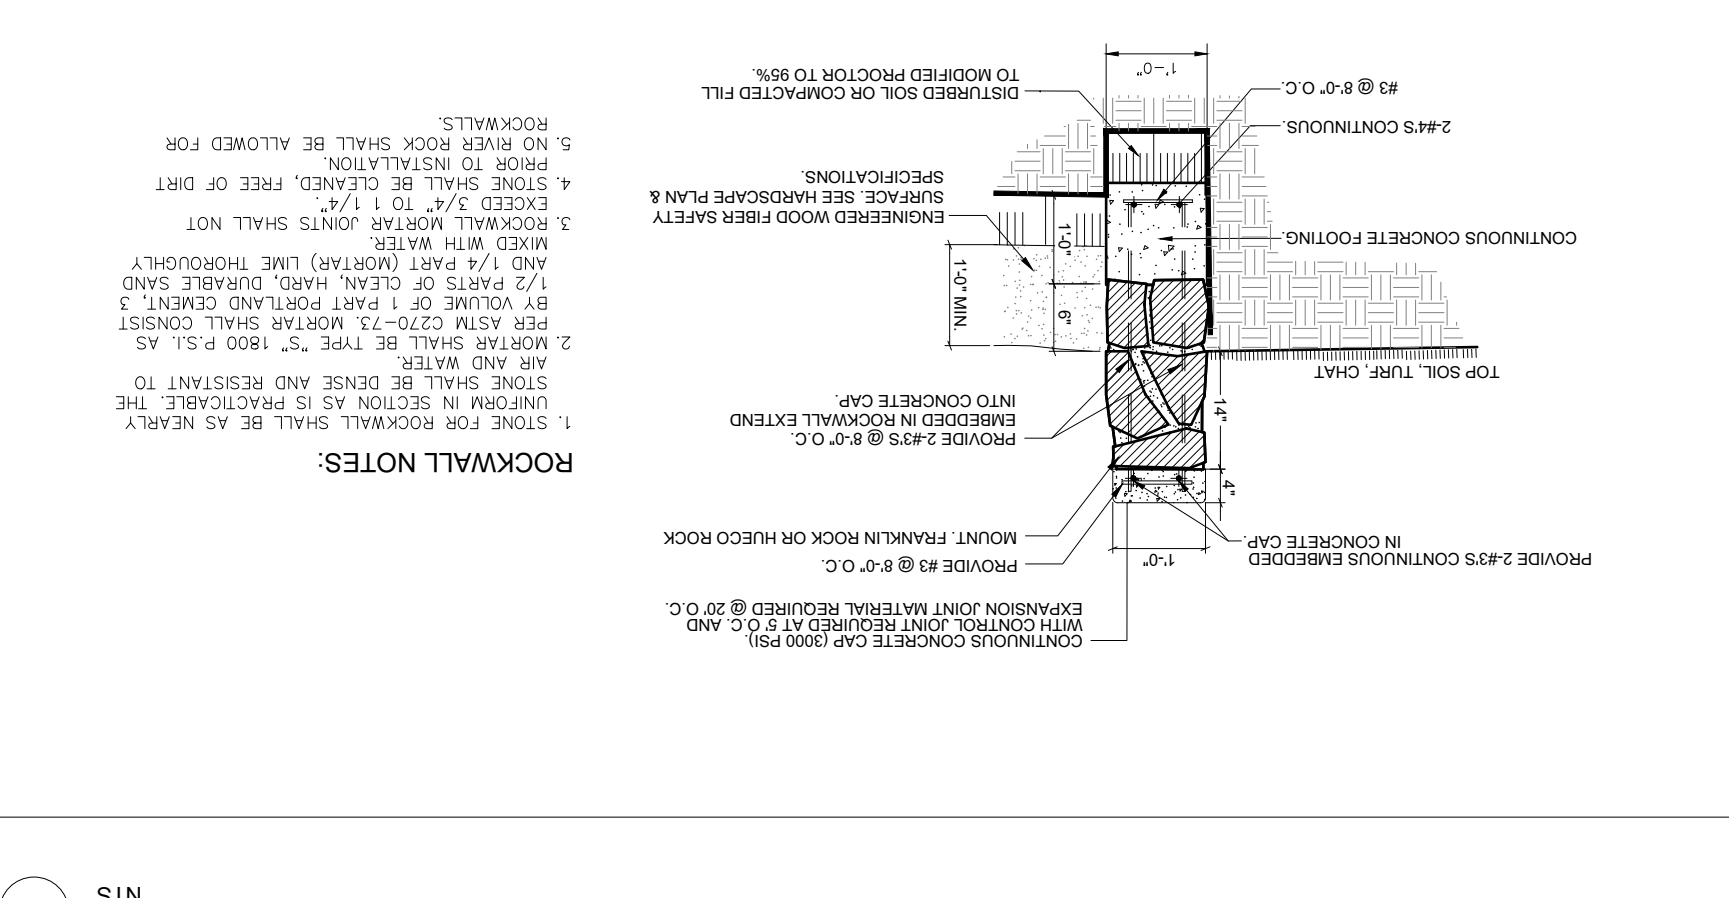 NTS
CONTINUOUS CONCRETE CAP (3000 PSI).
WITH CONTROL JOINT REQUIRED AT 5' O.C. AND
EXPANSION JOINT MATERIAL REQUIRED @ 20' O.C.
PROVIDE #3 @ 8'-0" O.C.
MOUNT. FRANKLIN ROCK OR HUECO ROCK
PROVIDE 2-#3'S CONTINUOUS EMBEDDED
IN CONCRETE CAP.
1'-0"
4"
14"
PROVIDE 2-#3'S @ 8'-0" O.C.
EMBEDDED IN ROCKWALL EXTEND
INTO CONCRETE CAP.
TOP SOIL, TURF, CHAT
6"
1'-0" MIN.
1'-0"
CONTINUOUS CONCRETE FOOTING.
ENGINEERED WOOD FIBER SAFETY
SURFACE. SEE HARDSCAPE PLAN &
SPECIFICATIONS.
2-#4'S CONTINUOUS.
#3 @ 8'-0" O.C.
DISTURBED SOIL OR COMPACTED FILL
TO MODIFIED PROCTOR TO 95%.
1'-0"
ROCKWALL NOTES:
1. STONE FOR ROCKWALL SHALL BE AS NEARLY
UNIFORM IN SECTION AS IS PRACTICABLE. THE
STONE SHALL BE DENSE AND RESISTANT TO
AIR AND WATER.
2. MORTAR SHALL BE TYPE "S" 1800 P.S.I. AS
PER ASTM C270-73. MORTAR SHALL CONSIST
BY VOLUME OF 1 PART PORTLAND CEMENT, 3
1/2 PARTS OF CLEAN, HARD, DURABLE SAND
AND 1/4 PART (MORTAR) LIME THOROUGHLY
MIXED WITH WATER.
3. ROCKWALL MORTAR JOINTS SHALL NOT
EXCEED 3/4" TO 1 1/4".
4. STONE SHALL BE CLEANED, FREE OF DIRT
PRIOR TO INSTALLATION.
5. NO RIVER ROCK SHALL BE ALLOWED FOR
ROCKWALLS.